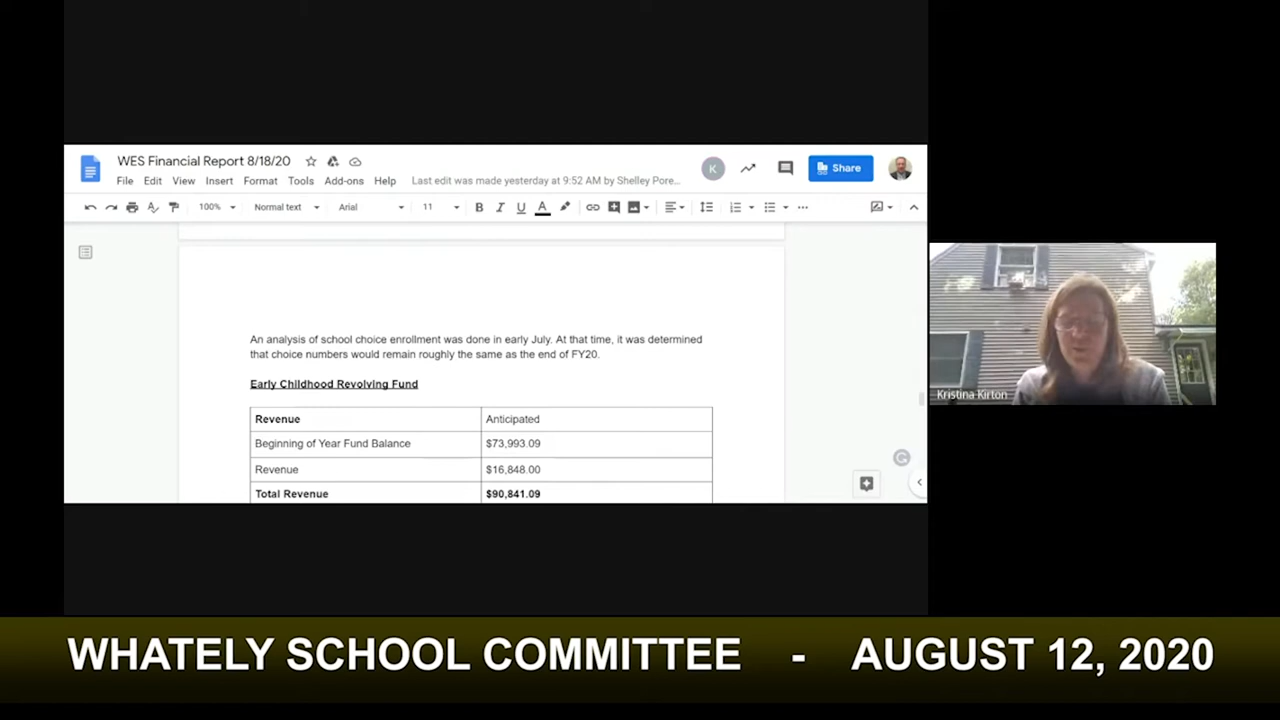 WES Financial Report 8/18/20
File Edit View Insert Format Tools Add-ons Help Last edit was made yesterday at 9:52 AM by Shelley Pore...
K
Share
100% Normal text Arial 11 B I U A
An analysis of school choice enrollment was done in early July. At that time, it was determined
that choice numbers would remain roughly the same as the end of FY20.
Early Childhood Revolving Fund
Revenue Anticipated
Beginning of Year Fund Balance $73,993.09
Revenue $16,848.00
Total Revenue $90,841.09
Kristina Kirton
WHATELY SCHOOL COMMITTEE - AUGUST 12, 2020